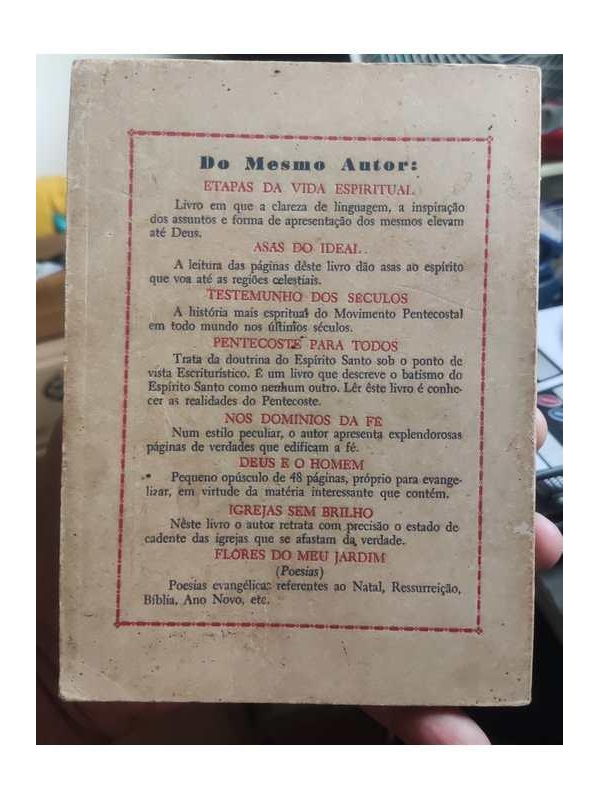 Do Mesmo Autor:
ETAPAS DA VIDA ESPIRITUAL
Livro em que a clareza de linguagem, a inspiração
dos assuntos e forma de apresentação dos mesmos elevam
até Deus.
ASAS DO IDEAL
A leitura das páginas dêste livro dão asas ao espírito
que voa até as regiões celestiais.
TESTEMUNHO DOS SECULOS
A história mais espritual do Movimento Pentecostal
em todo mundo nos últimos séculos.
PENTECOSTE PARA TODOS
Trata da doutrina do Espírito Santo sob o ponto de
vista Escriturístico. É um livro que descreve o batismo do
Espírito Santo como nenhum outro. Lêr êste livro é conhe-
cer as realidades do Pentecoste.
NOS DOMINIOS DA FÉ
Num estilo peculiar, o autor apresenta explendorosas
páginas de verdades que edificam a fé.
DEUS E O HOMEM
Pequeno opúsculo de 48 páginas, próprio para evange-
lizar, em virtude da matéria interessante que contém.
IGREJAS SEM BRILHO
Nêste livro o autor retrata com precisão o estado de
cadente das igrejas que se afastam da verdade.
FLORES DO MEU JARDIM
(Poesias)
Poesias evangélicas referentes ao Natal, Ressurreição,
Bíblia, Ano Novo, etc.